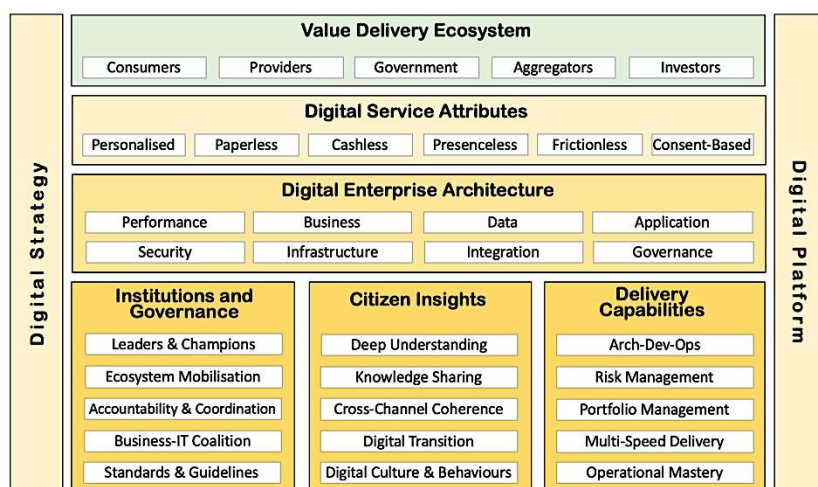 Digital Strategy
Value Delivery Ecosystem
Consumers
Providers
Government
Aggregators
Investors
Digital Service Attributes
Personalised
Paperless
Cashless
Presenceless
Frictionless
Consent-Based
Digital Enterprise Architecture
Performance
Business
Data
Application
Security
Infrastructure
Integration
Governance
Institutions and
Governance
Leaders & Champions
Ecosystem Mobilisation
Accountability & Coordination
Business-IT Coalition
Standards & Guidelines
Citizen Insights
Deep Understanding
Knowledge Sharing
Cross-Channel Coherence
Digital Transition
Digital Culture & Behaviours
Delivery
Capabilities
Arch-Dev-Ops
Risk Management
Portfolio Management
Multi-Speed Delivery
Operational Mastery
Digital Platform